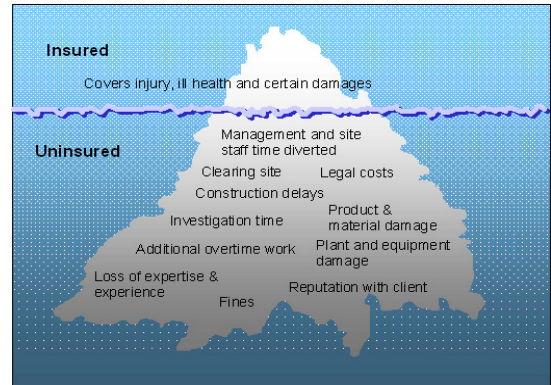 Insured
Covers injury, ill health and certain damages
Uninsured
Management and site
staff time diverted
Clearing site
Legal costs
Construction delays
Investigation time
Product &
material damage
Additional overtime work
Plant and equipment
damage
Loss of expertise &
experience
Reputation with client
Fines